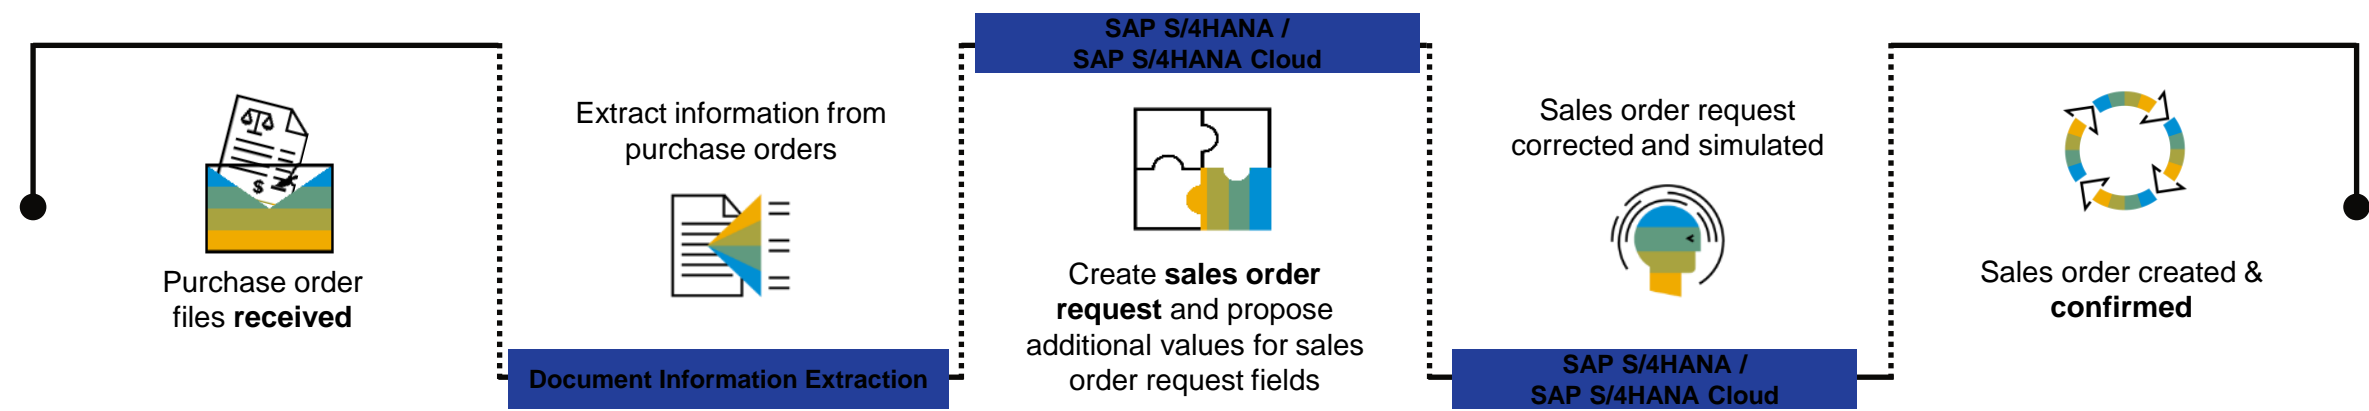 Purchase order
files received
Extract information from
purchase orders
Document Information Extraction
SAP S/4HANA /
SAP S/4HANA Cloud
Create sales order
request and propose
additional values for sales
order request fields
Sales order request
corrected and simulated
SAP S/4HANA /
SAP S/4HANA Cloud
Sales order created &
confirmed